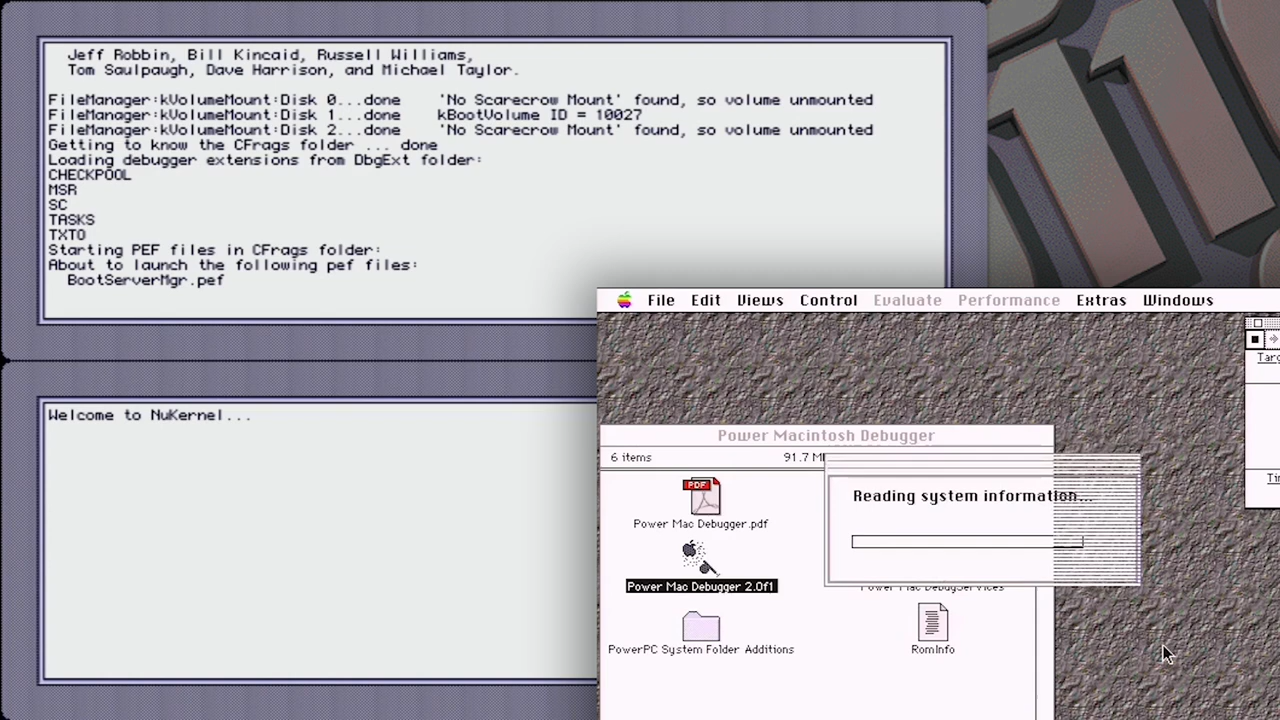 Jeff Robbin, Bill Kincaid, Russell Williams,
Tom Saulpaugh, Dave Harrison, and Michael Taylor.
FileManager:kVolumeMount:Disk 0...done 'No Scarecrow Mount' found, so volume unmounted
FileManager:kVolumeMount:Disk 1...done kBootVolume ID = 10027
FileManager:kVolumeMount:Disk 2...done 'No Scarecrow Mount' found, so volume unmounted
Getting to know the CFrags folder ... done
Loading debugger extensions from DbgExt folder:
CHECKPOOL
MSR
SC
TASKS
TXTO
Starting PEF files in CFrags folder:
About to launch the following pef files:
BootServerMgr.pef
Welcome to NuKernel...
File Edit Views Control Evaluate Performance Extras Windows
Power Macintosh Debugger
6 items 91.7
Reading system information...
PDF
Power Mac Debugger.pdf
Power Mac Debugger 2.0f1
Power Mac DebugServices
PowerPC System Folder Additions
RomInfo